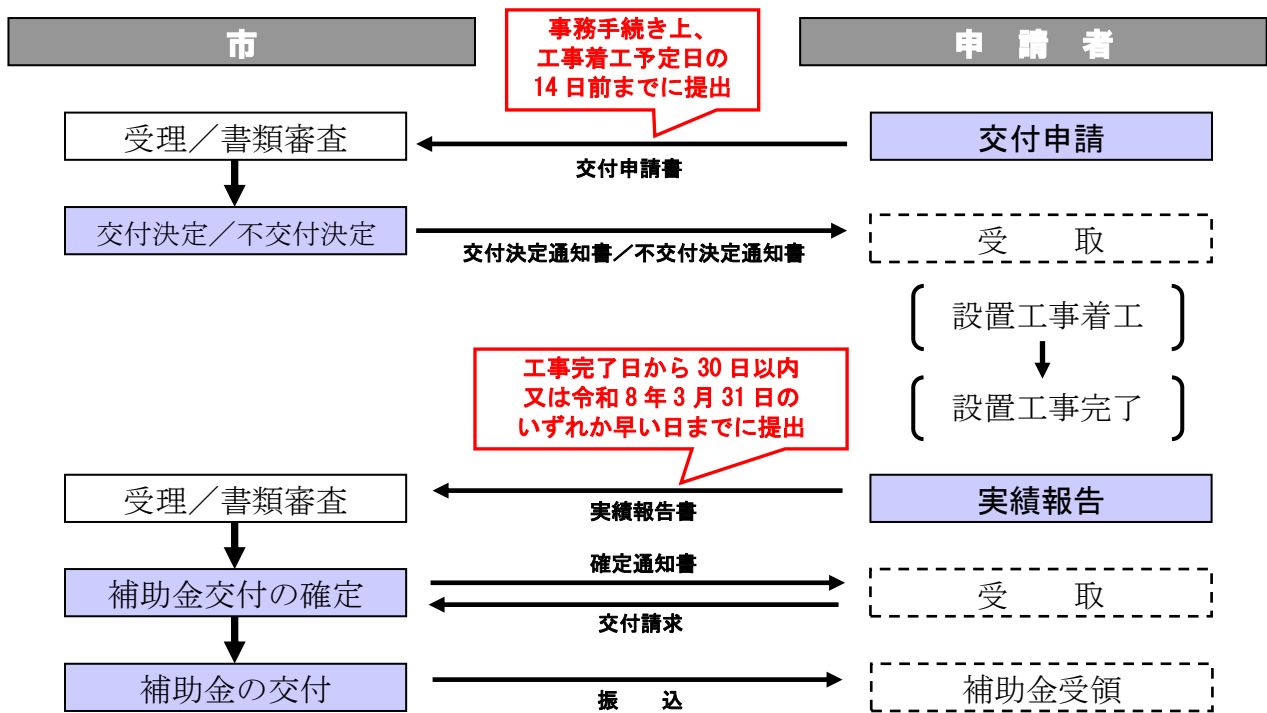 市
事務手続き上、
工事着工予定日の
14日前までに提出
申　請　者
受理／書類審査
交付申請
交付申請書
交付決定／不交付決定
受　　取
交付決定通知書／不交付決定通知書
設置工事着工
工事完了日から30日以内
又は令和8年3月31日の
いずれか早い日までに提出
設置工事完了
受理／書類審査
実績報告
実績報告書
確定通知書
補助金交付の確定
受　　取
交付請求
補助金の交付
補助金受領
振　　込